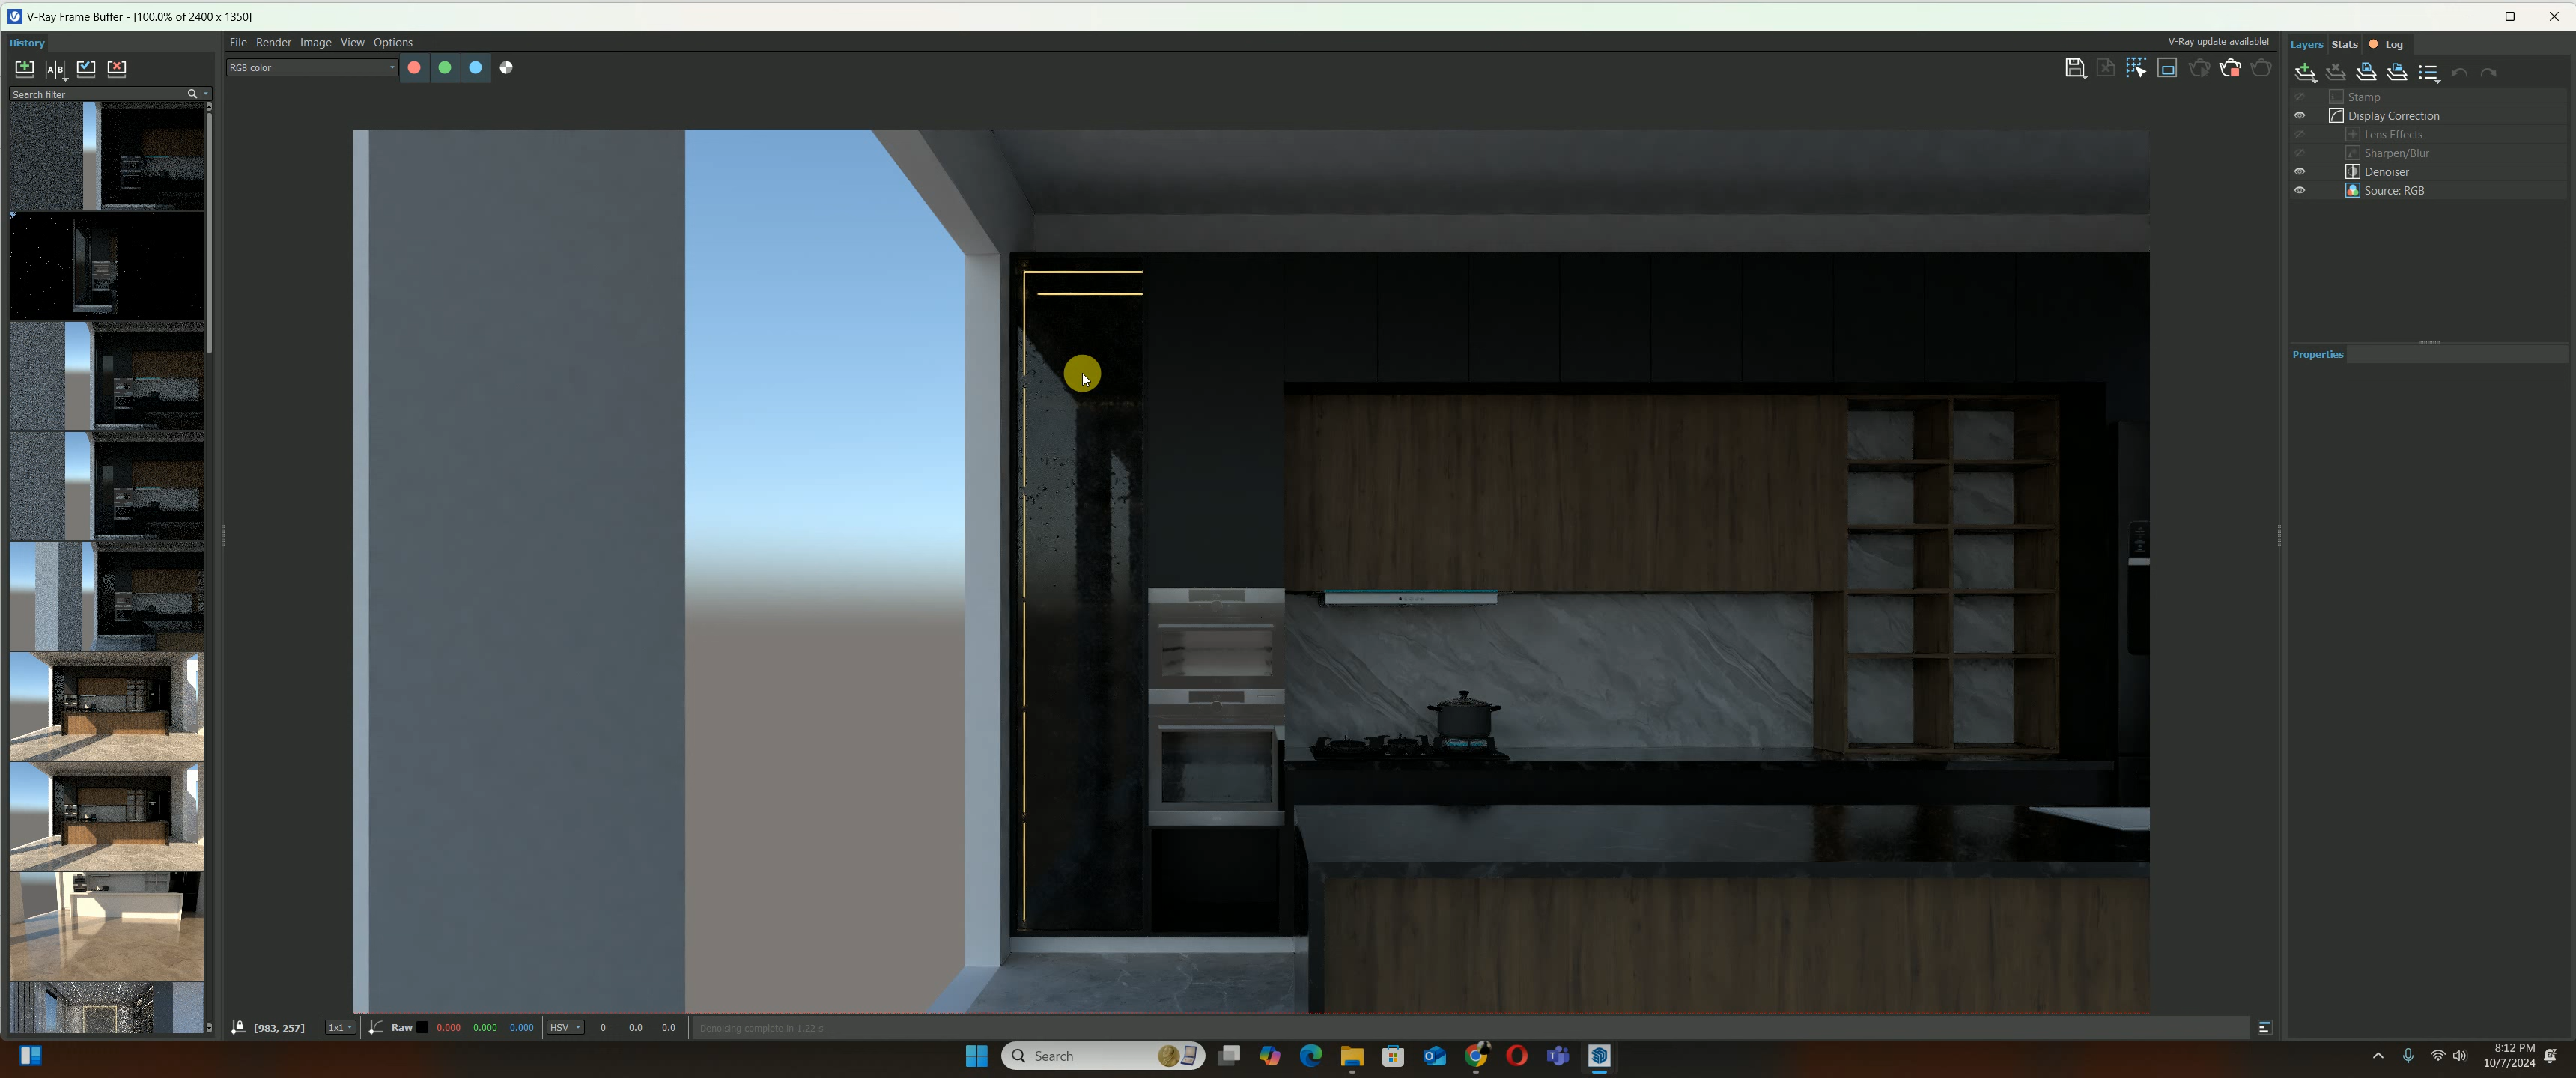 V-Ray Frame Buffer - [100.0% of 2400 x 1350]
History
File Render Image View Options
V-Ray update available!
Layers Stats Log
A B
RGB color
Search filter
Stamp
Display Correction
Lens Effects
Sharpen/Blur
Denoiser
Source: RGB
Properties
[983, 257]
1x1
Raw
0.000 0.000 0.000
HSV
0 0.0 0.0
Denoising complete in 1.22 s
Search
8:12 PM
10/7/2024